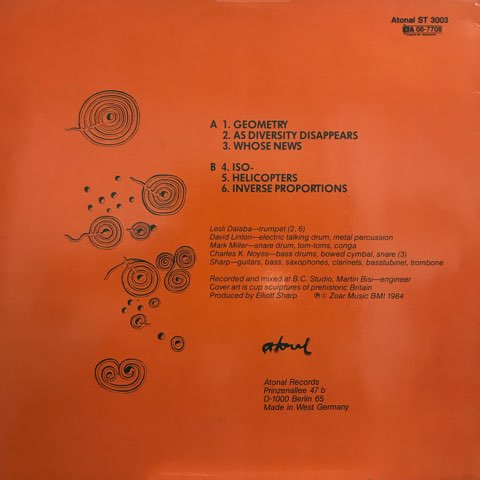 Atonal ST 3003
EfA 08-7706
A 1. GEOMETRY
2. AS DIVERSITY DISAPPEARS
3. WHOSE NEWS
B 4. ISO-
5. HELICOPTERS
6. INVERSE PROPORTIONS
Lesli Dalaba—trumpet (2, 6)
David Linton—electric talking drum, metal percussion
Mark Miller—snare drum, tom-toms, conga
Charles K. Noyes—bass drums, bowed cymbal, snare (3)
Sharp—guitars, bass, saxophones, clarinets, basstubinet, trombone
Recorded and mixed at B.C. Studio, Martin Bisi—engineer
Cover art is cup sculptures of prehistoric Britain
Produced by Elliott Sharp ℗ © Zoar Music BMI 1984
atonal
Atonal Records
Prinzenallee 47 b
D-1000 Berlin 65
Made in West Germany